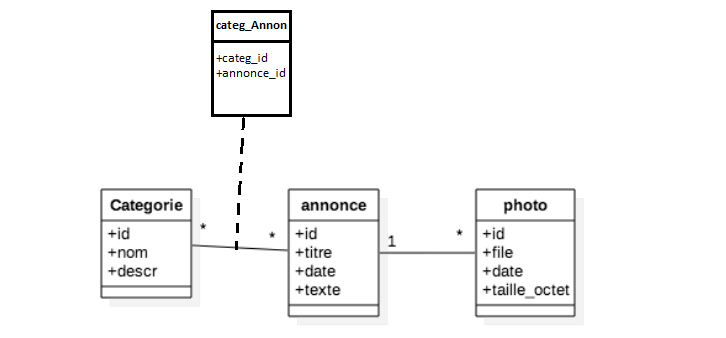 categ_Annon
+categ_id
+annonce_id
Categorie
+id
+nom
+descr
*
*
annonce
+id
+titre
+date
+texte
1
*
photo
+id
+file
+date
+taille_octet